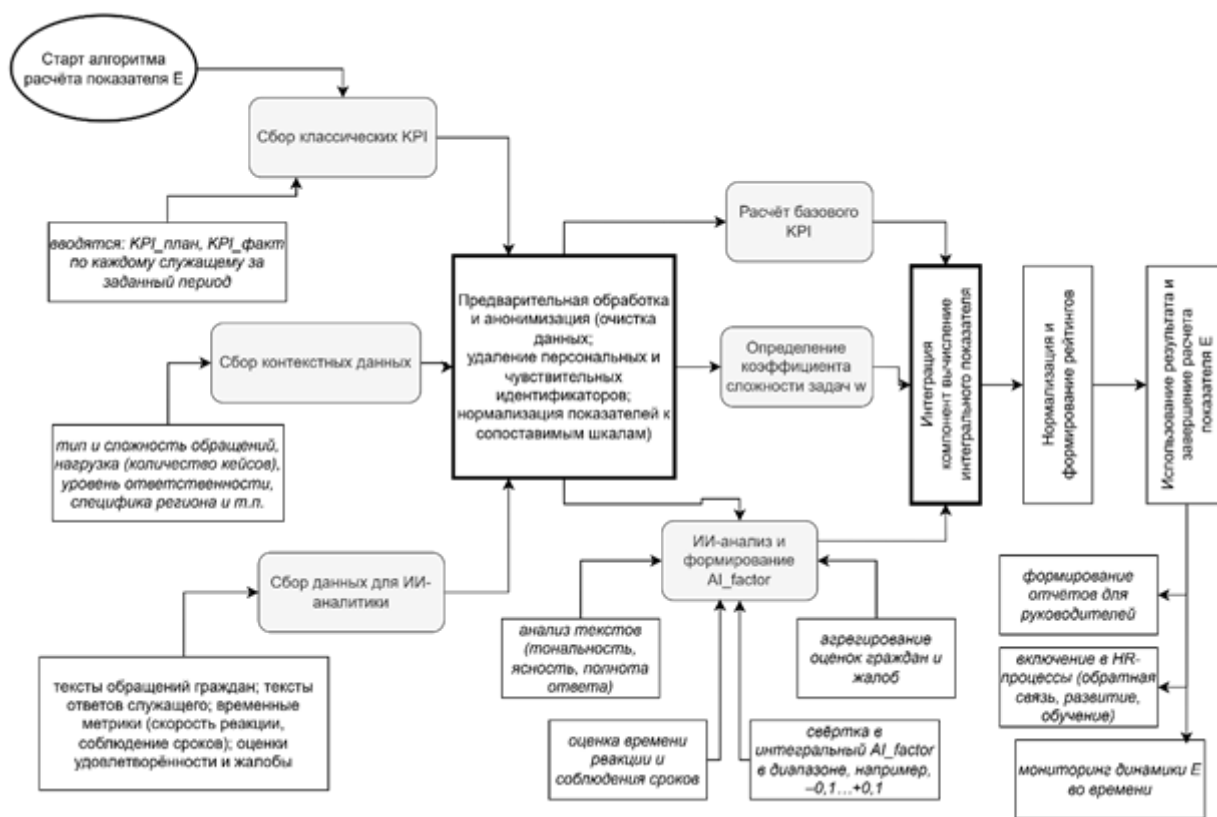 Старт алгоритма
расчёта показателя E
Сбор классических KPI
вводятся: KPI_план, KPI_факт
по каждому служащему за
заданный период
Сбор контекстных данных
тип и сложность обращений,
нагрузка (количество кейсов),
уровень ответственности,
специфика региона и т.п.
Сбор данных для ИИ-
аналитики
тексты обращений граждан; тексты
ответов служащего; временные
метрики (скорость реакции,
соблюдение сроков); оценки
удовлетворённости и жалобы
Предварительная обработка
и анонимизация (очистка
данных;
удаление персональных и
чувствительных
идентификаторов;
нормализация показателей к
сопоставимым шкалам)
Расчёт базового
KPI
Определение
коэффициента
сложности задач w
ИИ-анализ и
формирование
AI_factor
анализ текстов
(тональность,
ясность, полнота
ответа)
агрегирование
оценок граждан и
жалоб
оценка времени
реакции и
соблюдения сроков
свёртка в
интегральный AI_factor
в диапазоне, например,
–0,1…+0,1
Интеграция
компонент вычисление
интегрального показателя
Нормализация и
формирование рейтингов
Использование результата и
завершение расчета
показателя E
формирование
отчётов для
руководителей
включение в HR-
процессы (обратная
связь, развитие,
обучение)
мониторинг динамики E
во времени